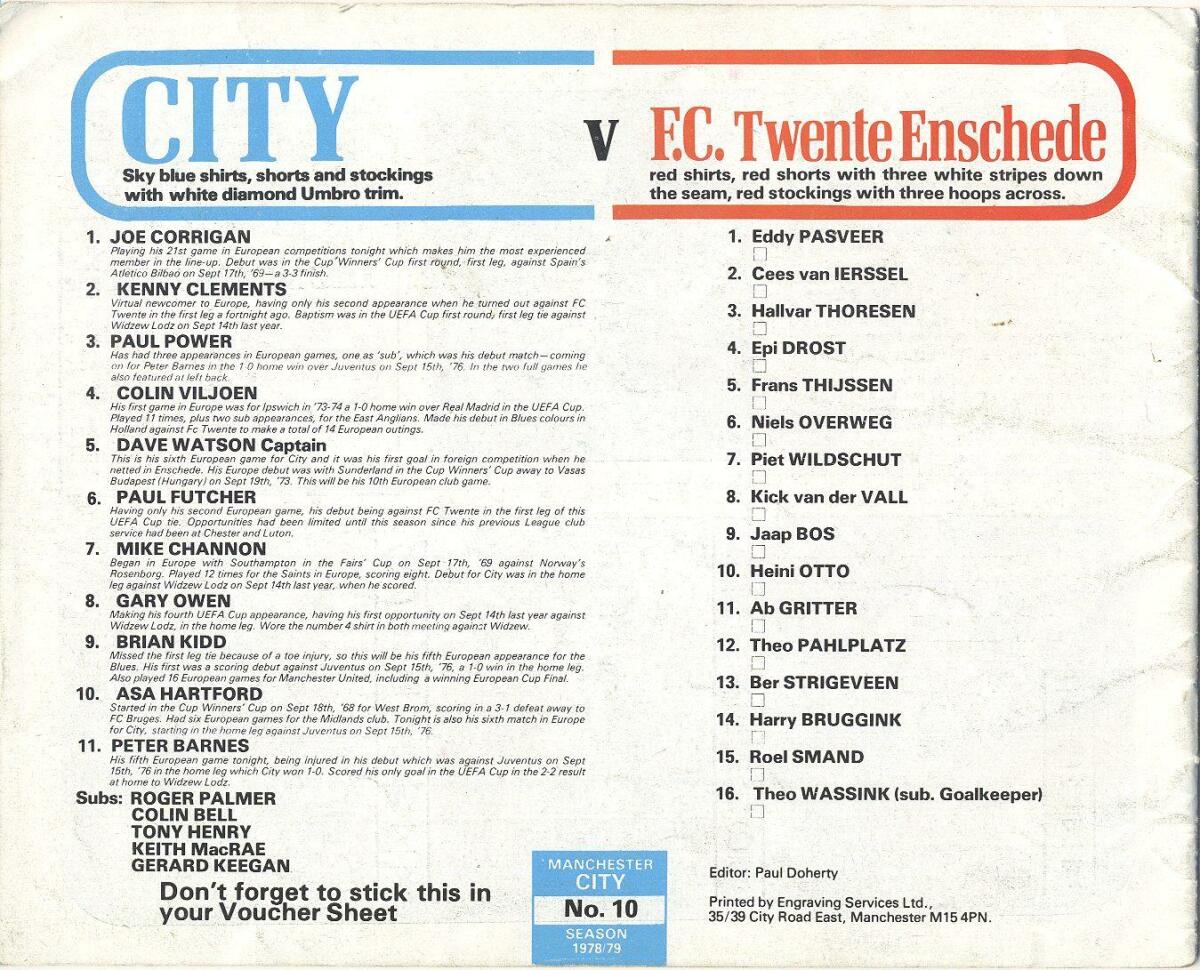 CITY
Sky blue shirts, shorts and stockings
with white diamond Umbro trim.
v
F.C. Twente Enschede
red shirts, red shorts with three white stripes down
the seam, red stockings with three hoops across.
1. JOE CORRIGAN
Playing his 21st game in European competitions tonight which makes him the most experienced
member in the line-up. Debut was in the Cup Winners' Cup first round, first leg, against Spain's
Atletico Bilbao on Sept 17th, '69—a 3-3 finish.
2. KENNY CLEMENTS
Virtual newcomer to Europe, having only his second appearance when he turned out against FC
Twente in the first leg a fortnight ago. Baptism was in the UEFA Cup first round, first leg tie against
Widzew Lodz on Sept 14th last year.
3. PAUL POWER
Has had three appearances in European games, one as 'sub', which was his debut match—coming
on for Peter Barnes in the 1-0 home win over Juventus on Sept 15th, '76. In the two full games he
also featured at left back.
4. COLIN VILJOEN
His first game in Europe was for Ipswich in '73-74 a 1-0 home win over Real Madrid in the UEFA Cup.
Played 11 times, plus two sub appearances, for the East Anglians. Made his debut in Blues colours in
Holland against Fc Twente to make a total of 14 European outings.
5. DAVE WATSON Captain
This is his sixth European game for City and it was his first goal in foreign competition when he
netted in Enschede. His Europe debut was with Sunderland in the Cup Winners' Cup away to Vasas
Budapest (Hungary) on Sept 19th, '73. This will be his 10th European club game.
6. PAUL FUTCHER
Having only his second European game, his debut being against FC Twente in the first leg of this
UEFA Cup tie. Opportunities had been limited until this season since his previous League club
service had been at Chester and Luton.
7. MIKE CHANNON
Began in Europe with Southampton in the Fairs' Cup on Sept 17th, '69 against Norway's
Rosenborg. Played 12 times for the Saints in Europe, scoring eight. Debut for City was in the home
leg against Widzew Lodz on Sept 14th last year, when he scored.
8. GARY OWEN
Making his fourth UEFA Cup appearance, having his first opportunity on Sept 14th last year against
Widzew Lodz, in the home leg. Wore the number 4 shirt in both meeting against Widzew.
9. BRIAN KIDD
Missed the first leg tie because of a toe injury, so this will be his fifth European appearance for the
Blues. His first was a scoring debut against Juventus on Sept 15th, '76, a 1-0 win in the home leg.
Also played 16 European games for Manchester United, including a winning European Cup Final.
10. ASA HARTFORD
Started in the Cup Winners' Cup on Sept 18th, '68 for West Brom, scoring in a 3-1 defeat away to
FC Bruges. Had six European games for the Midlands club. Tonight is also his sixth match in Europe
for City, starting in the home leg against Juventus on Sept 15th, '76.
11. PETER BARNES
His fifth European game tonight, being injured in his debut which was against Juventus on Sept
15th, '76 in the home leg which City won 1-0. Scored his only goal in the UEFA Cup in the 2-2 result
at home to Widzew Lodz.
Subs: ROGER PALMER
COLIN BELL
TONY HENRY
KEITH MacRAE
GERARD KEEGAN
Don't forget to stick this in
your Voucher Sheet
1. Eddy PASVEER
2. Cees van IERSSEL
3. Hallvar THORESEN
4. Epi DROST
5. Frans THIJSSEN
6. Niels OVERWEG
7. Piet WILDSCHUT
8. Kick van der VALL
9. Jaap BOS
10. Heini OTTO
11. Ab GRITTER
12. Theo PAHLPLATZ
13. Ber STRIGEVEEN
14. Harry BRUGGINK
15. Roel SMAND
16. Theo WASSINK (sub. Goalkeeper)
MANCHESTER
CITY
No. 10
SEASON
1978/79
Editor: Paul Doherty
Printed by Engraving Services Ltd.,
35/39 City Road East, Manchester M15 4PN.